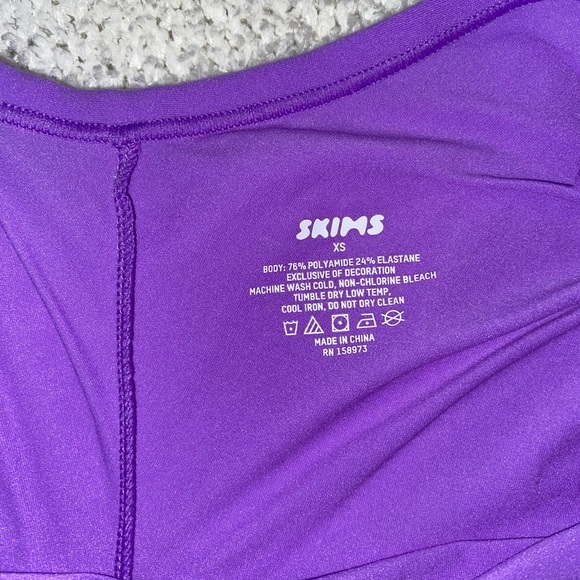 SKIMS
XS
BODY: 76% POLYAMIDE 24% ELASTANE
EXCLUSIVE OF DECORATION
MACHINE WASH COLD, NON-CHLORINE BLEACH
TUMBLE DRY LOW TEMP,
COOL IRON, DO NOT DRY CLEAN
MADE IN CHINA
RN 158973